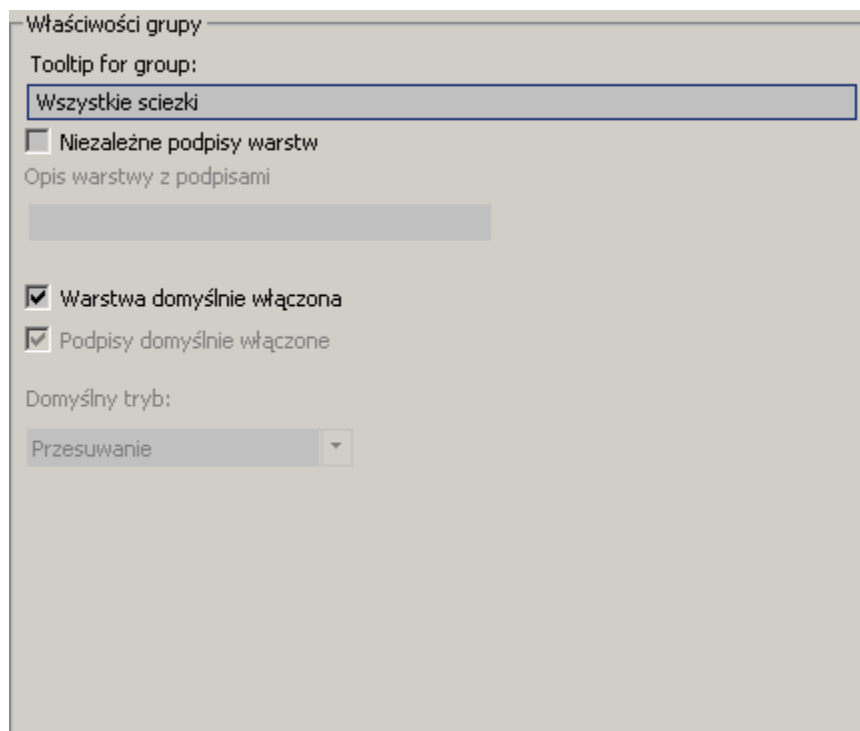 Właściwości grupy
Tooltip for group:
Wszystkie sciezki
Niezależne podpisy warstw
Opis warstwy z podpisami
Warstwa domyślnie włączona
Podpisy domyślnie włączone
Domyślny tryb:
Przesuwanie